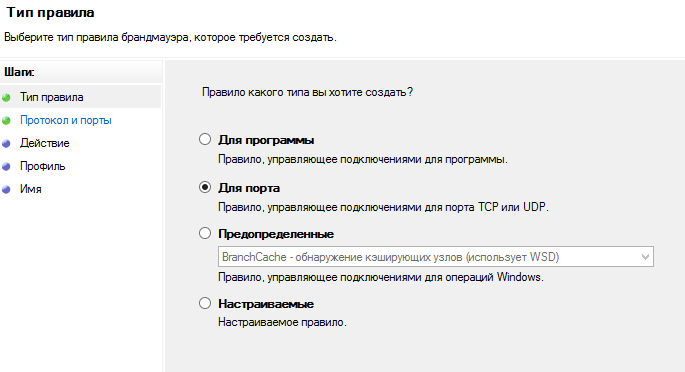 Тип правила
Выберите тип правила брандмауэра, которое требуется создать.
Шаги:
Тип правила
Протокол и порты
Действие
Профиль
Имя
Правило какого типа вы хотите создать?
Для программы
Правило, управляющее подключениями для программы.
Для порта
Правило, управляющее подключениями для порта TCP или UDP.
Предопределенные
BranchCache - обнаружение кэширующих узлов (использует WSD)
Правило, управляющее подключениями для операций Windows.
Настраиваемые
Настраиваемое правило.